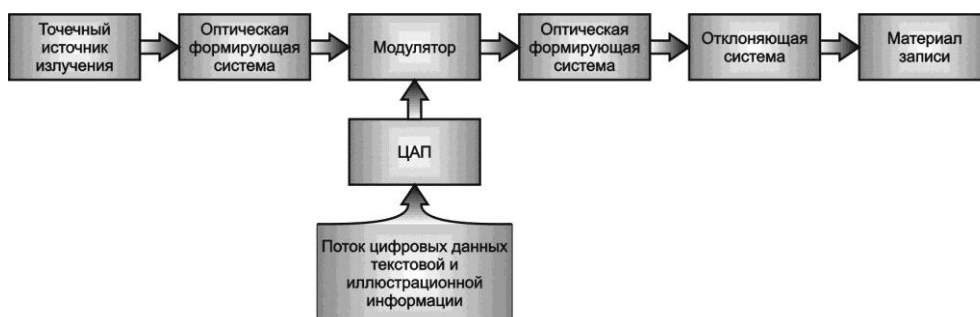 Точечный
источник
излучения
Оптическая
формирующая
система
Модулятор
Оптическая
формирующая
система
Отклоняющая
система
Материал
записи
ЦАП
Поток цифровых данных
текстовой и
иллюстрационной
информации